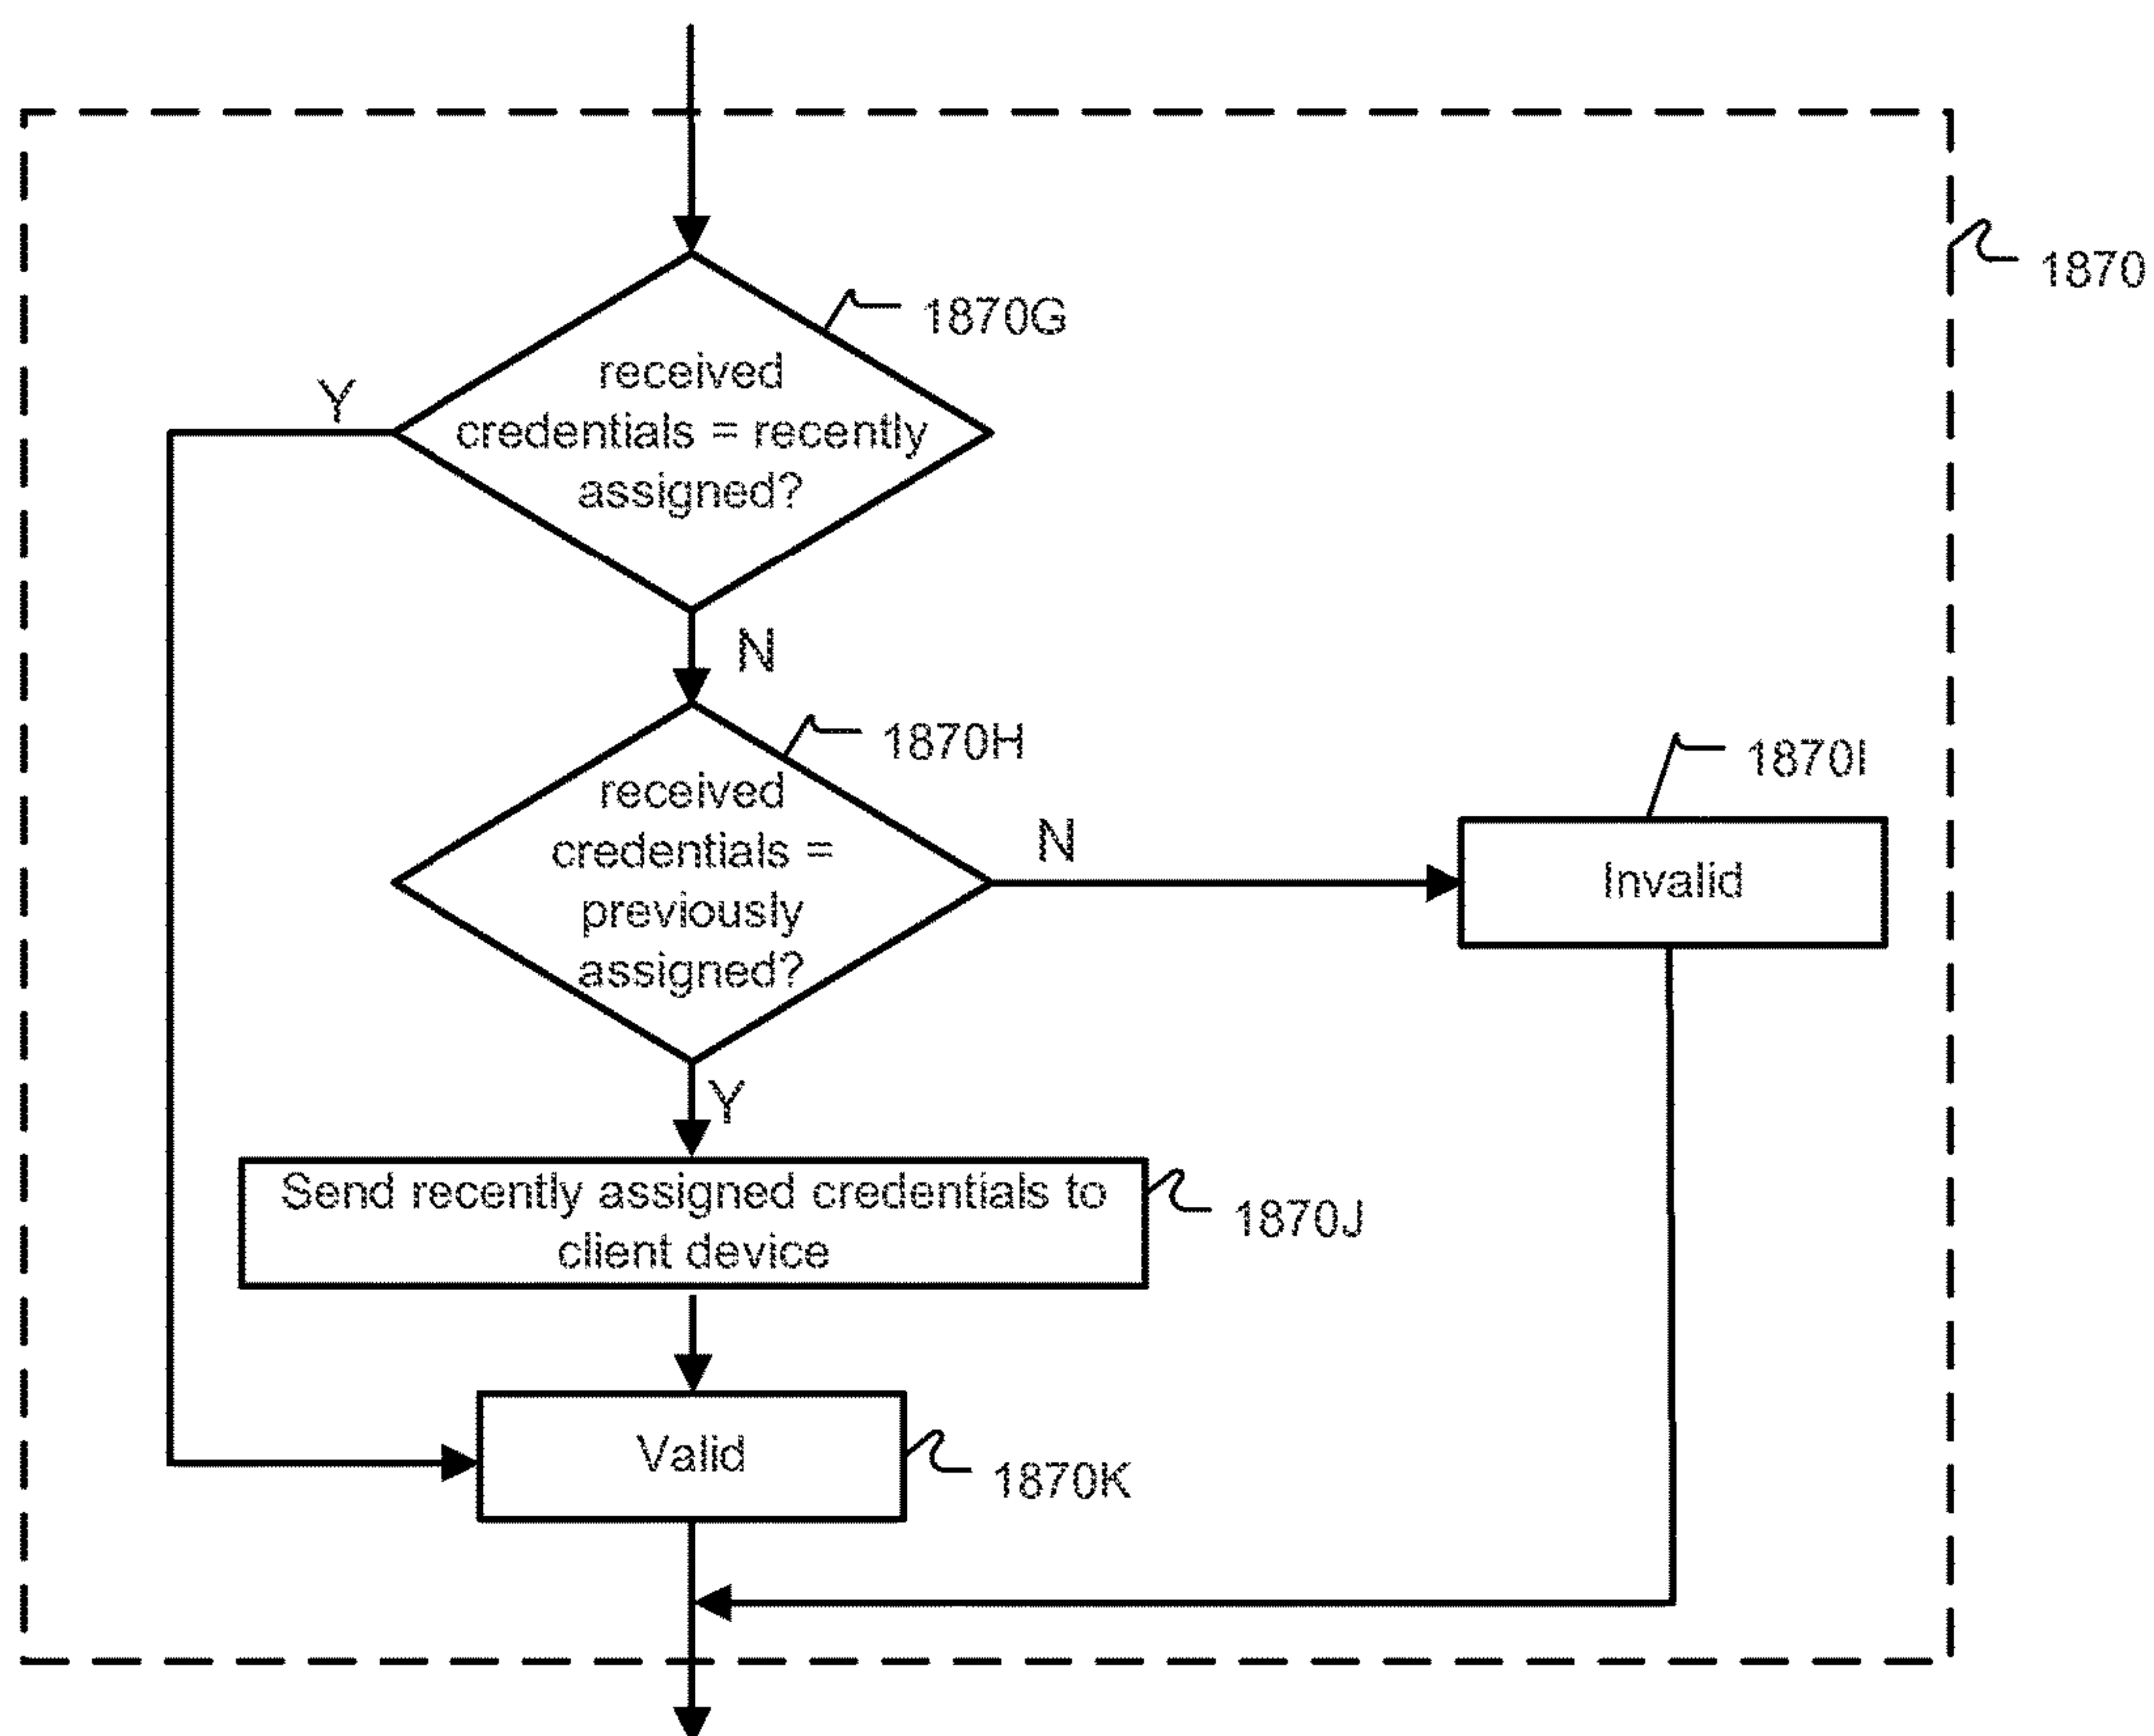 1870
1870G
received
credentials = recently
assigned?
Y
N
1870H
received
credentials =
previously
assigned?
N
1870I
Invalid
Y
Send recently assigned credentials to
client device
1870J
Valid
1870K